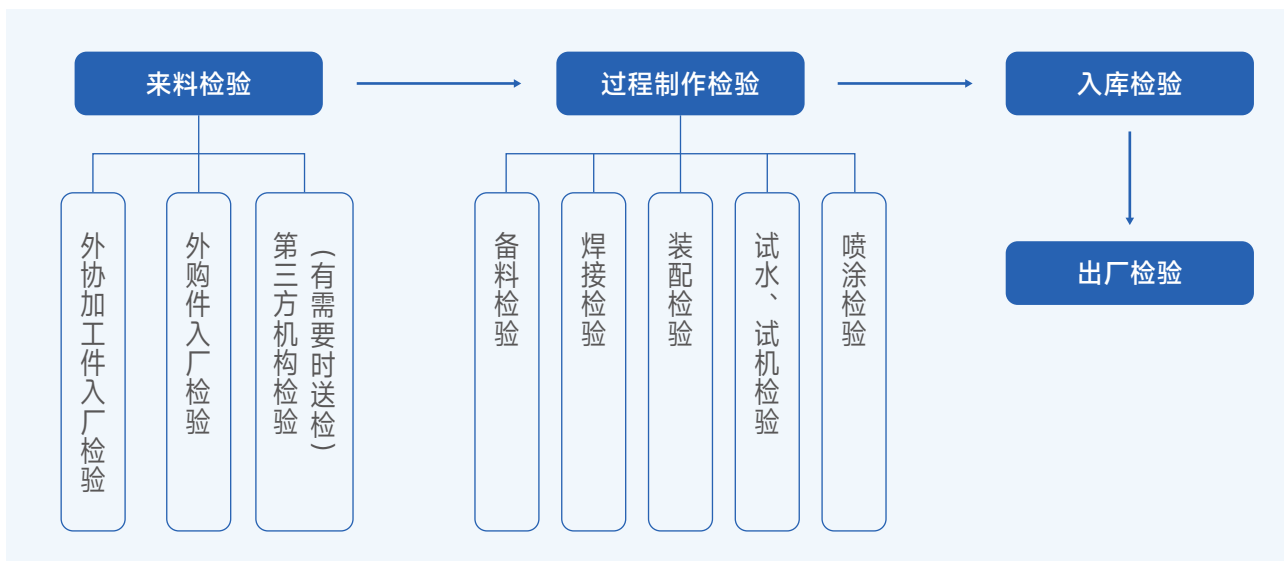 来料检验
过程制作检验
入库检验
出厂检验
外协加工件入厂检验
外购件入厂检验
第三方机构检验
（有需要时送检）
备料检验
焊接检验
装配检验
试水、试机检验
喷涂检验